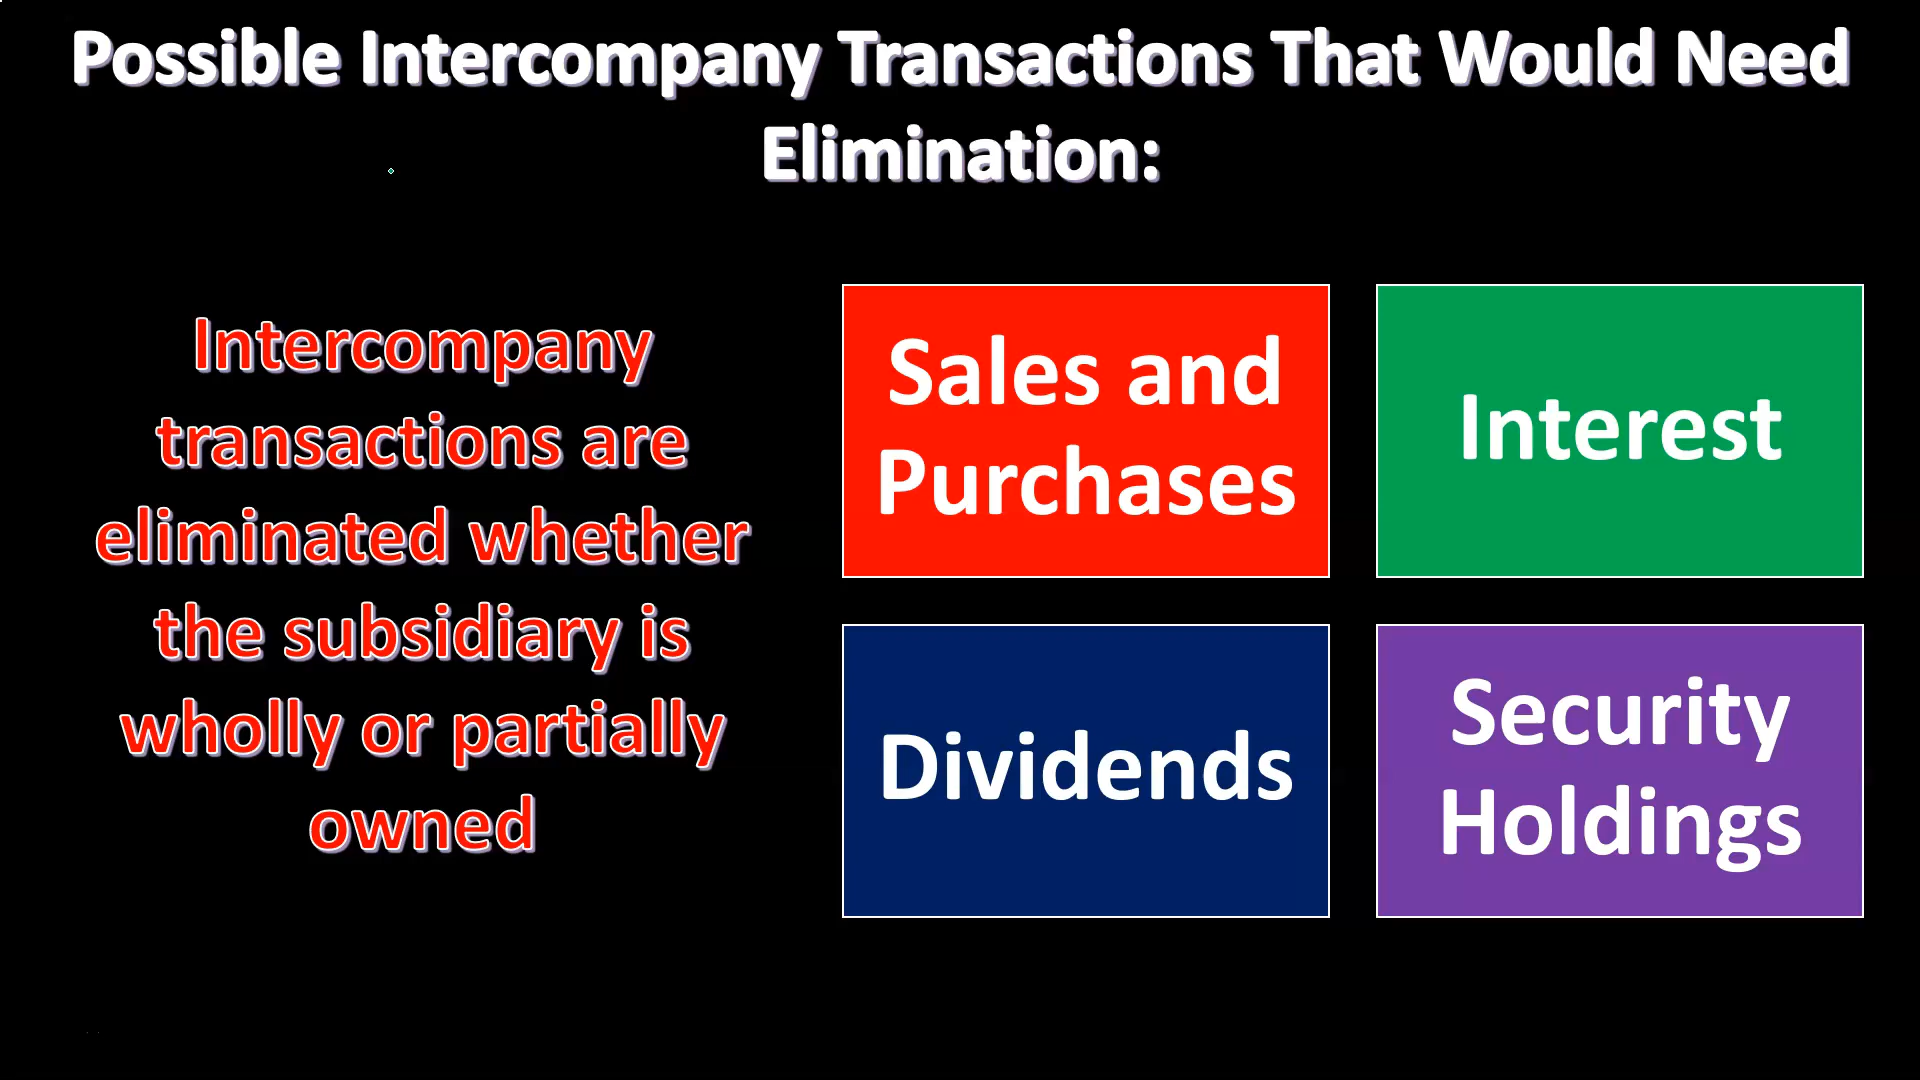 Possible Intercompany Transactions That Would Need
Elimination:
Intercompany
transactions are
eliminated whether
the subsidiary is
wholly or partially
owned
Sales and
Purchases
Interest
Dividends
Security
Holdings